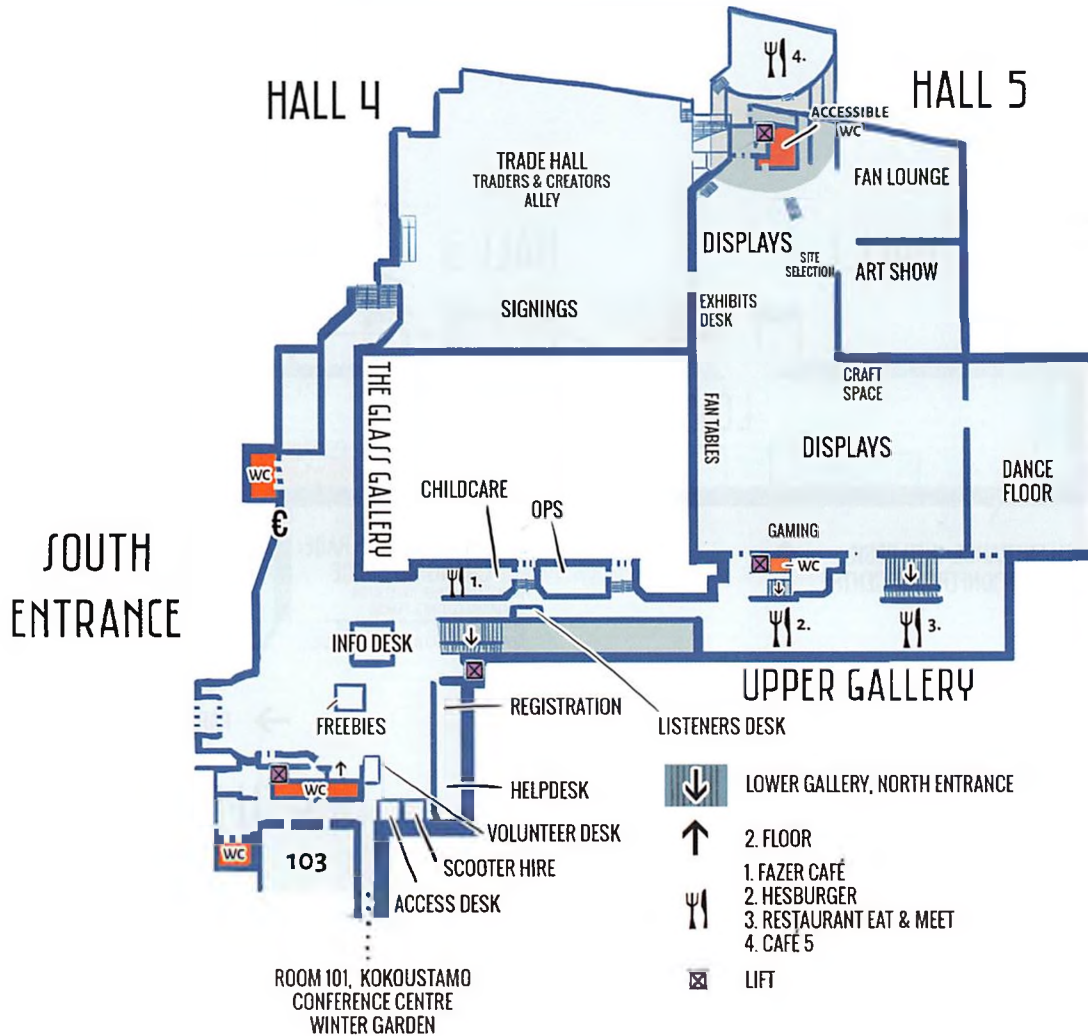 HALL 4
HALL 5
4.
ACCESSIBLE
WC
TRADE HALL
TRADERS & CREATORS
ALLEY
FAN LOUNGE
DISPLAYS
SITE
SELECTION
ART SHOW
SIGNINGS
EXHIBITS
DESK
THE GLASS GALLERY
CRAFT
SPACE
FAN TABLES
DISPLAYS
DANCE
FLOOR
WC
€
CHILDCARE
OPS
GAMING
WC
SOUTH
ENTRANCE
1.
2.
3.
INFO DESK
UPPER GALLERY
FREEBIES
REGISTRATION
LISTENERS DESK
WC
HELPDESK
LOWER GALLERY, NORTH ENTRANCE
VOLUNTEER DESK
WC
103
SCOOTER HIRE
ACCESS DESK
2. FLOOR
1. FAZER CAFÉ
2. HESBURGER
3. RESTAURANT EAT & MEET
4. CAFÉ 5
LIFT
ROOM 101, KOKOUSTAMO
CONFERENCE CENTRE
WINTER GARDEN